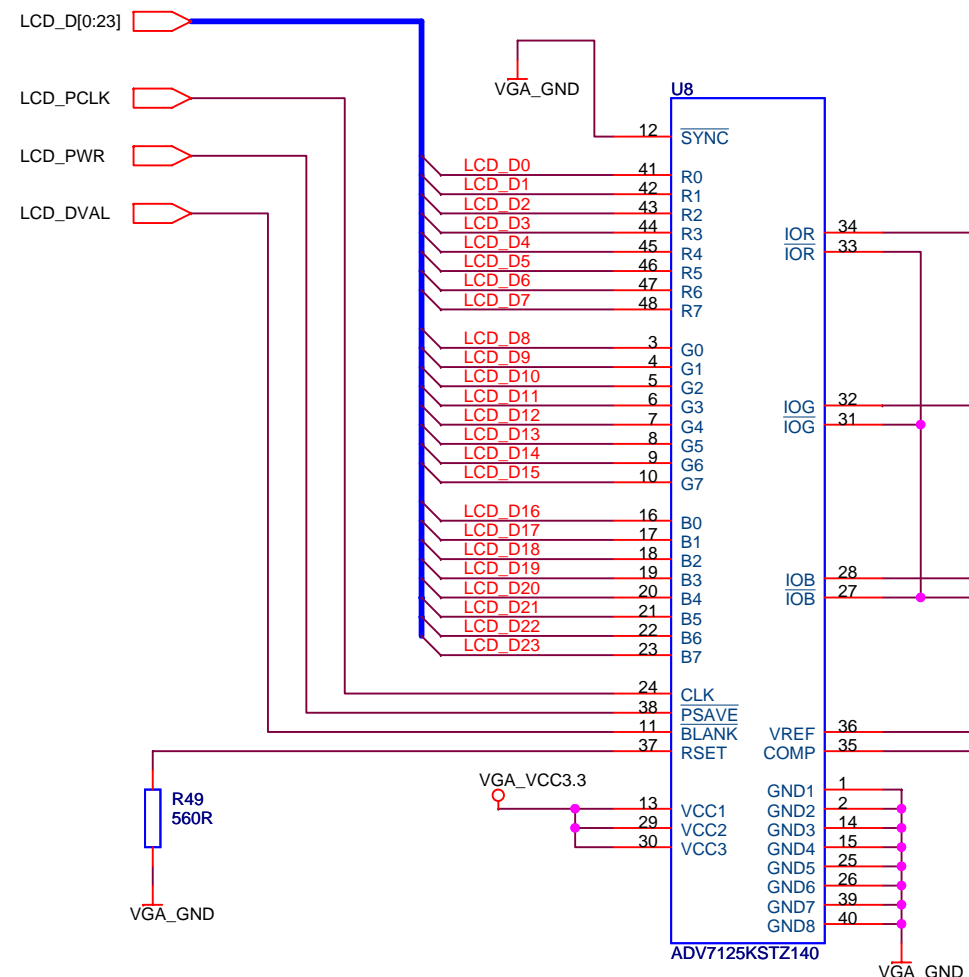 LCD_D[0:23]
LCD_PCLK
LCD_PWR
LCD_DVAL
VGA_GND
U8
12 SYNC
LCD_D0 41 R0
LCD_D1 42 R1
LCD_D2 43 R2
LCD_D3 44 R3
LCD_D4 45 R4
LCD_D5 46 R5
LCD_D6 47 R6
LCD_D7 48 R7
LCD_D8 3 G0
LCD_D9 4 G1
LCD_D10 5 G2
LCD_D11 6 G3
LCD_D12 7 G4
LCD_D13 8 G5
LCD_D14 9 G6
LCD_D15 10 G7
LCD_D16 16 B0
LCD_D17 17 B1
LCD_D18 18 B2
LCD_D19 19 B3
LCD_D20 20 B4
LCD_D21 21 B5
LCD_D22 22 B6
LCD_D23 23 B7
24 CLK
38 PSAVE
11 BLANK
37 RSET
VGA_VCC3.3
13 VCC1
29 VCC2
30 VCC3
R49
560R
VGA_GND
IOR 34
IOR 33
IOG 32
IOG 31
IOB 28
IOB 27
VREF 36
COMP 35
GND1 1
GND2 2
GND3 14
GND4 15
GND5 25
GND6 26
GND7 39
GND8 40
ADV7125KSTZ140
VGA_GND